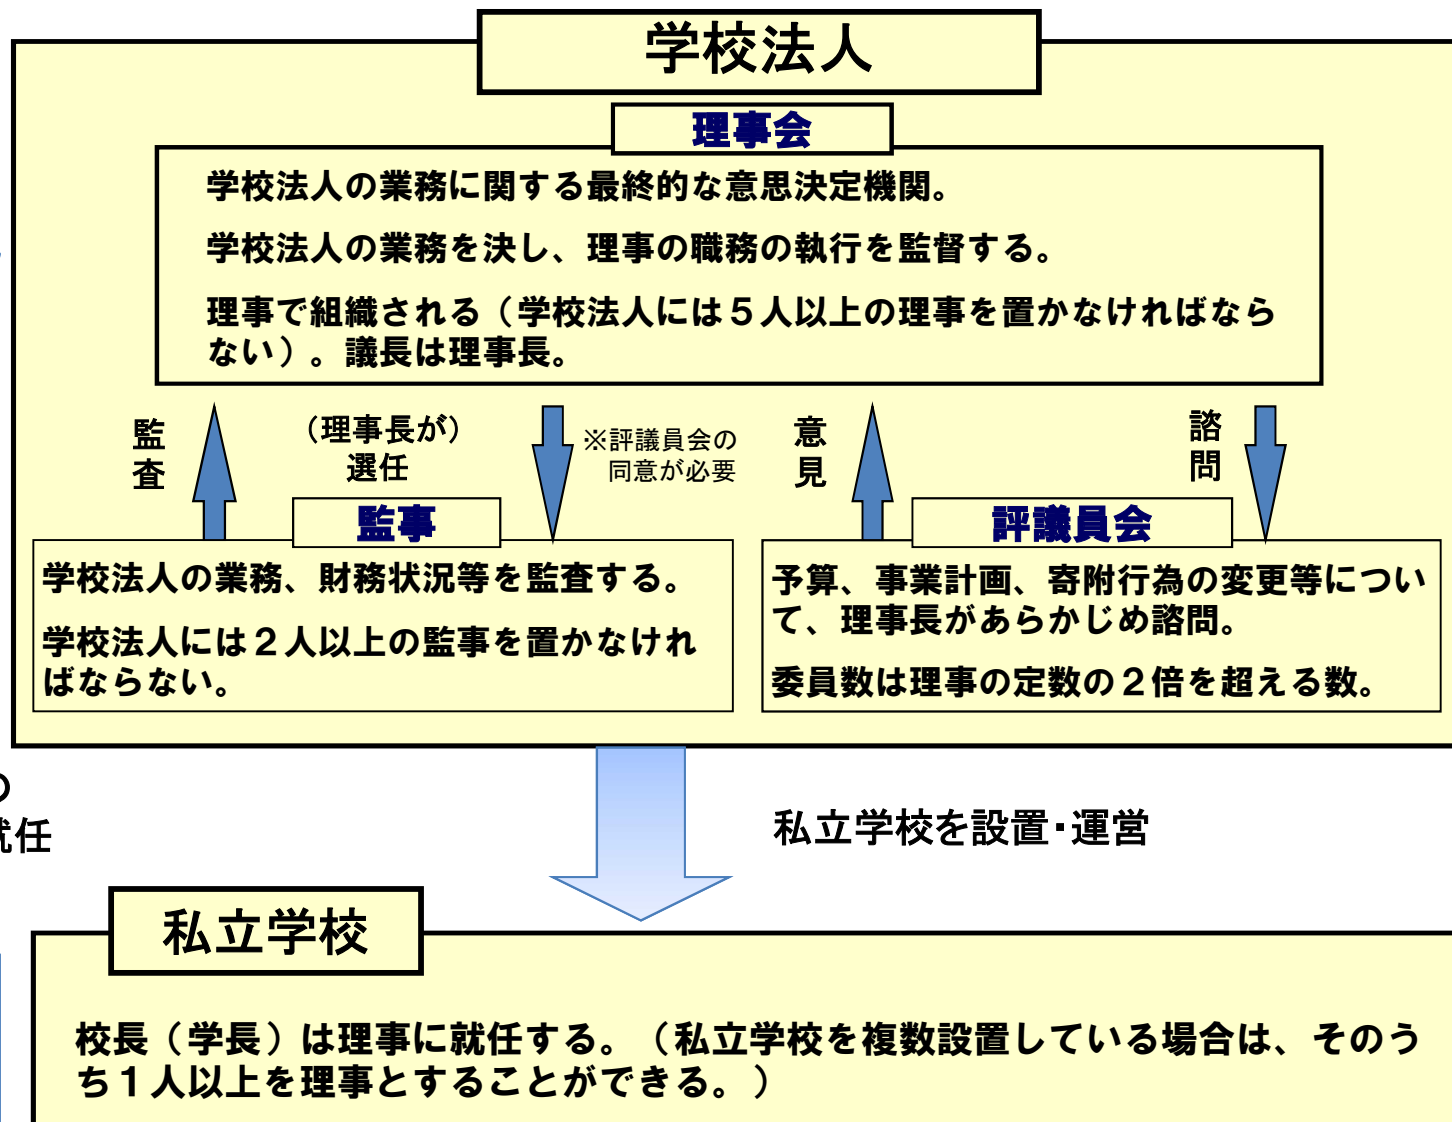 学校法人
理事会
学校法人の業務に関する最終的な意思決定機関。
学校法人の業務を決し、理事の職務の執行を監督する。
理事で組織される（学校法人には５人以上の理事を置かなければなら
ない）。議長は理事長。
監査
（理事長が）
選任
※評議員会の
同意が必要
意見
諮問
監事
学校法人の業務、財務状況等を監査する。
学校法人には２人以上の監事を置かなけれ
ばならない。
評議員会
予算、事業計画、寄附行為の変更等につい
て、理事長があらかじめ諮問。
委員数は理事の定数の２倍を超える数。
の
就任
私立学校を設置・運営
私立学校
校長（学長）は理事に就任する。（私立学校を複数設置している場合は、そのう
ち１人以上を理事とすることができる。）